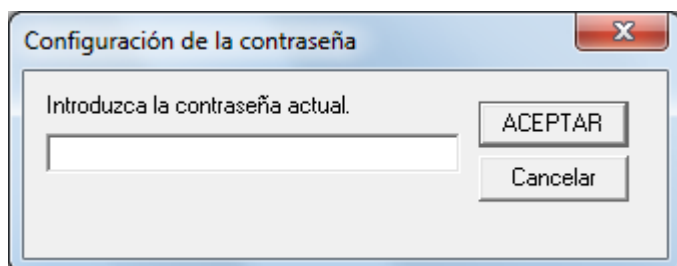 Configuración de la contraseña
Introduzca la contraseña actual.
ACEPTAR
Cancelar